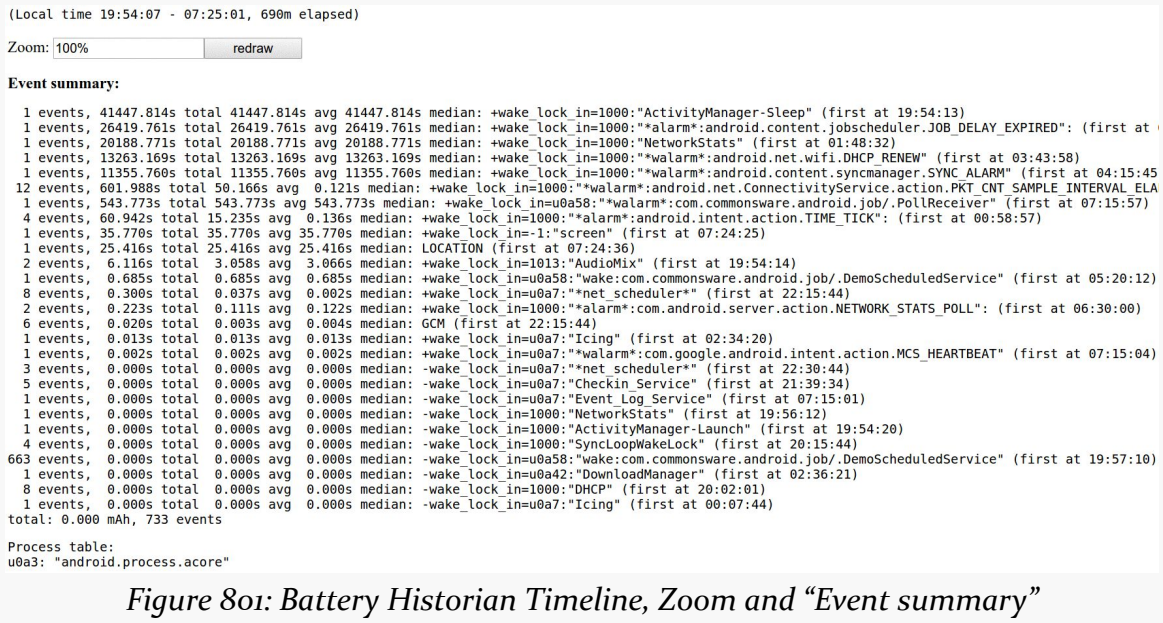 (Local time 19:54:07 - 07:25:01, 690m elapsed)
Zoom: 100% redraw
Event summary:
1 events, 41447.814s total 41447.814s avg 41447.814s median: +wake_lock_in=1000:"ActivityManager-Sleep" (first at 19:54:13)
1 events, 26419.761s total 26419.761s avg 26419.761s median: +wake_lock_in=1000:"*alarm*:android.content.jobscheduler.JOB_DELAY_EXPIRED": (first at
1 events, 20188.771s total 20188.771s avg 20188.771s median: +wake_lock_in=1000:"NetworkStats" (first at 01:48:32)
1 events, 13263.169s total 13263.169s avg 13263.169s median: +wake_lock_in=1000:"*walarm*:android.net.wifi.DHCP_RENEW" (first at 03:43:58)
1 events, 11355.760s total 11355.760s avg 11355.760s median: +wake_lock_in=1000:"*walarm*:android.content.syncmanager.SYNC_ALARM" (first at 04:15:45
12 events, 601.988s total 50.166s avg 0.121s median: +wake_lock_in=1000:"*walarm*:android.net.ConnectivityService.action.PKT_CNT_SAMPLE_INTERVAL_ELA
1 events, 543.773s total 543.773s avg 543.773s median: +wake_lock_in=u0a58:"*walarm*:com.commonsware.android.job/.PollReceiver" (first at 07:15:57)
4 events, 60.942s total 15.235s avg 0.136s median: +wake_lock_in=1000:"*alarm*:android.intent.action.TIME_TICK": (first at 00:58:57)
1 events, 35.770s total 35.770s avg 35.770s median: +wake_lock_in=-1:"screen" (first at 07:24:25)
1 events, 25.416s total 25.416s avg 25.416s median: LOCATION (first at 07:24:36)
2 events, 6.116s total 3.058s avg 3.066s median: +wake_lock_in=1013:"AudioMix" (first at 19:54:14)
1 events, 0.685s total 0.685s avg 0.685s median: +wake_lock_in=u0a58:"wake:com.commonsware.android.job/.DemoScheduledService" (first at 05:20:12)
8 events, 0.300s total 0.037s avg 0.002s median: +wake_lock_in=u0a7:"*net_scheduler*" (first at 22:15:44)
2 events, 0.223s total 0.111s avg 0.122s median: +wake_lock_in=1000:"*alarm*:com.android.server.action.NETWORK_STATS_POLL": (first at 06:30:00)
6 events, 0.020s total 0.003s avg 0.004s median: GCM (first at 22:15:44)
1 events, 0.013s total 0.013s avg 0.013s median: +wake_lock_in=u0a7:"Icing" (first at 02:34:20)
1 events, 0.002s total 0.002s avg 0.002s median: +wake_lock_in=u0a7:"*walarm*:com.google.android.intent.action.MCS_HEARTBEAT" (first at 07:15:04)
3 events, 0.000s total 0.000s avg 0.000s median: -wake_lock_in=u0a7:"*net_scheduler*" (first at 22:30:44)
5 events, 0.000s total 0.000s avg 0.000s median: -wake_lock_in=u0a7:"Checkin_Service" (first at 21:39:34)
1 events, 0.000s total 0.000s avg 0.000s median: -wake_lock_in=u0a7:"Event_Log_Service" (first at 07:15:01)
1 events, 0.000s total 0.000s avg 0.000s median: -wake_lock_in=1000:"NetworkStats" (first at 19:56:12)
1 events, 0.000s total 0.000s avg 0.000s median: -wake_lock_in=1000:"ActivityManager-Launch" (first at 19:54:20)
4 events, 0.000s total 0.000s avg 0.000s median: -wake_lock_in=1000:"SyncLoopWakeLock" (first at 20:15:44)
663 events, 0.000s total 0.000s avg 0.000s median: -wake_lock_in=u0a58:"wake:com.commonsware.android.job/.DemoScheduledService" (first at 19:57:10)
1 events, 0.000s total 0.000s avg 0.000s median: -wake_lock_in=u0a42:"DownloadManager" (first at 02:36:21)
8 events, 0.000s total 0.000s avg 0.000s median: -wake_lock_in=1000:"DHCP" (first at 20:02:01)
1 events, 0.000s total 0.000s avg 0.000s median: -wake_lock_in=u0a7:"Icing" (first at 00:07:44)
total: 0.000 mAh, 733 events
Process table:
u0a3: "android.process.acore"
Figure 801: Battery Historian Timeline, Zoom and “Event summary”